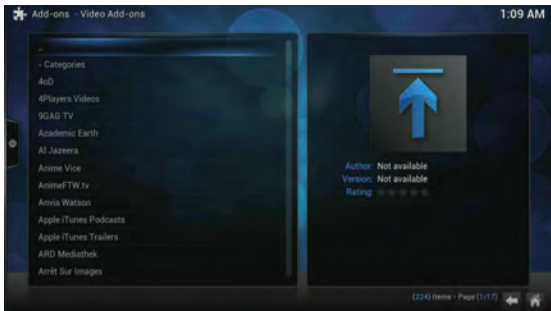 Add-ons - Video Add-ons
1:09 AM
..
- Categories
4oD
4Players Videos
9GAG TV
Academic Earth
Al Jazeera
Anime Vice
AnimeFTW.tv
Anvia Watson
Apple iTunes Podcasts
Apple iTunes Trailers
ARD Mediathek
Arrêt Sur Images
Author: Not available
Version: Not available
Rating:
(224) Items - Page (1/17)